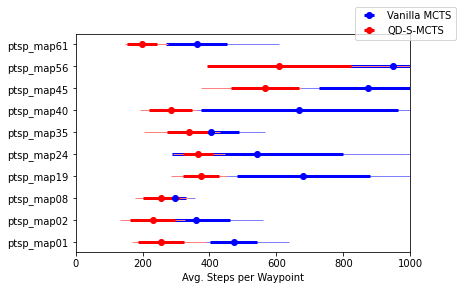 Vanilla MCTS
QD-S-MCTS
ptsp_map61
ptsp_map56
ptsp_map45
ptsp_map40
ptsp_map35
ptsp_map24
ptsp_map19
ptsp_map08
ptsp_map02
ptsp_map01
0 200 400 600 800 1000
Avg. Steps per Waypoint